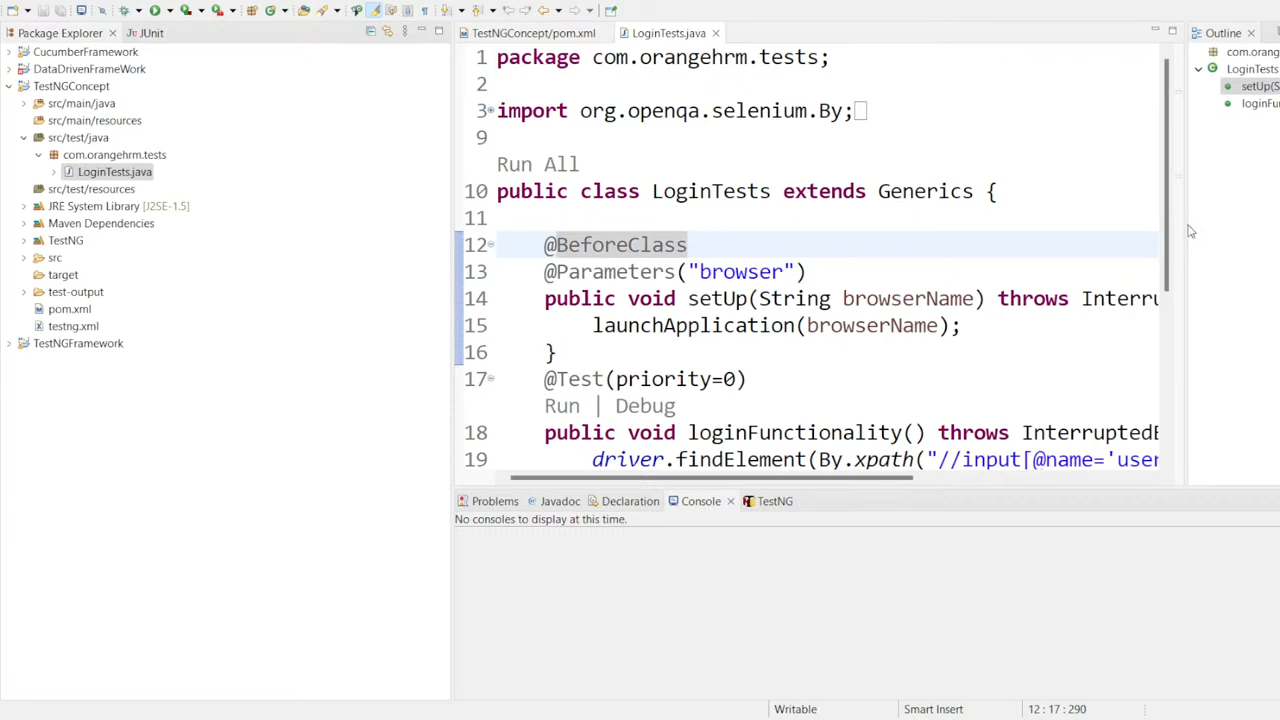 Package Explorer
JUnit
TestNGConcept/pom.xml
LoginTests.java
Outline
CucumberFramework
DataDrivenFrameWork
TestNGConcept
src/main/java
src/main/resources
src/test/java
com.orangehrm.tests
LoginTests.java
src/test/resources
JRE System Library [J2SE-1.5]
Maven Dependencies
TestNG
src
target
test-output
pom.xml
testng.xml
TestNGFramework
1 package com.orangehrm.tests;
2
3 import org.openqa.selenium.By;
9
Run All
10 public class LoginTests extends Generics {
11
12 @BeforeClass
13 @Parameters("browser")
14 public void setUp(String browserName) throws Interru
15 launchApplication(browserName);
16 }
17 @Test(priority=0)
Run | Debug
18 public void loginFunctionality() throws InterruptedE
19 driver.findElement(By.xpath("//input[@name='user
com.orang
LoginTests
setUp(S
loginFu
Problems
Javadoc
Declaration
Console
TestNG
No consoles to display at this time.
Writable
Smart Insert
12 : 17 : 290